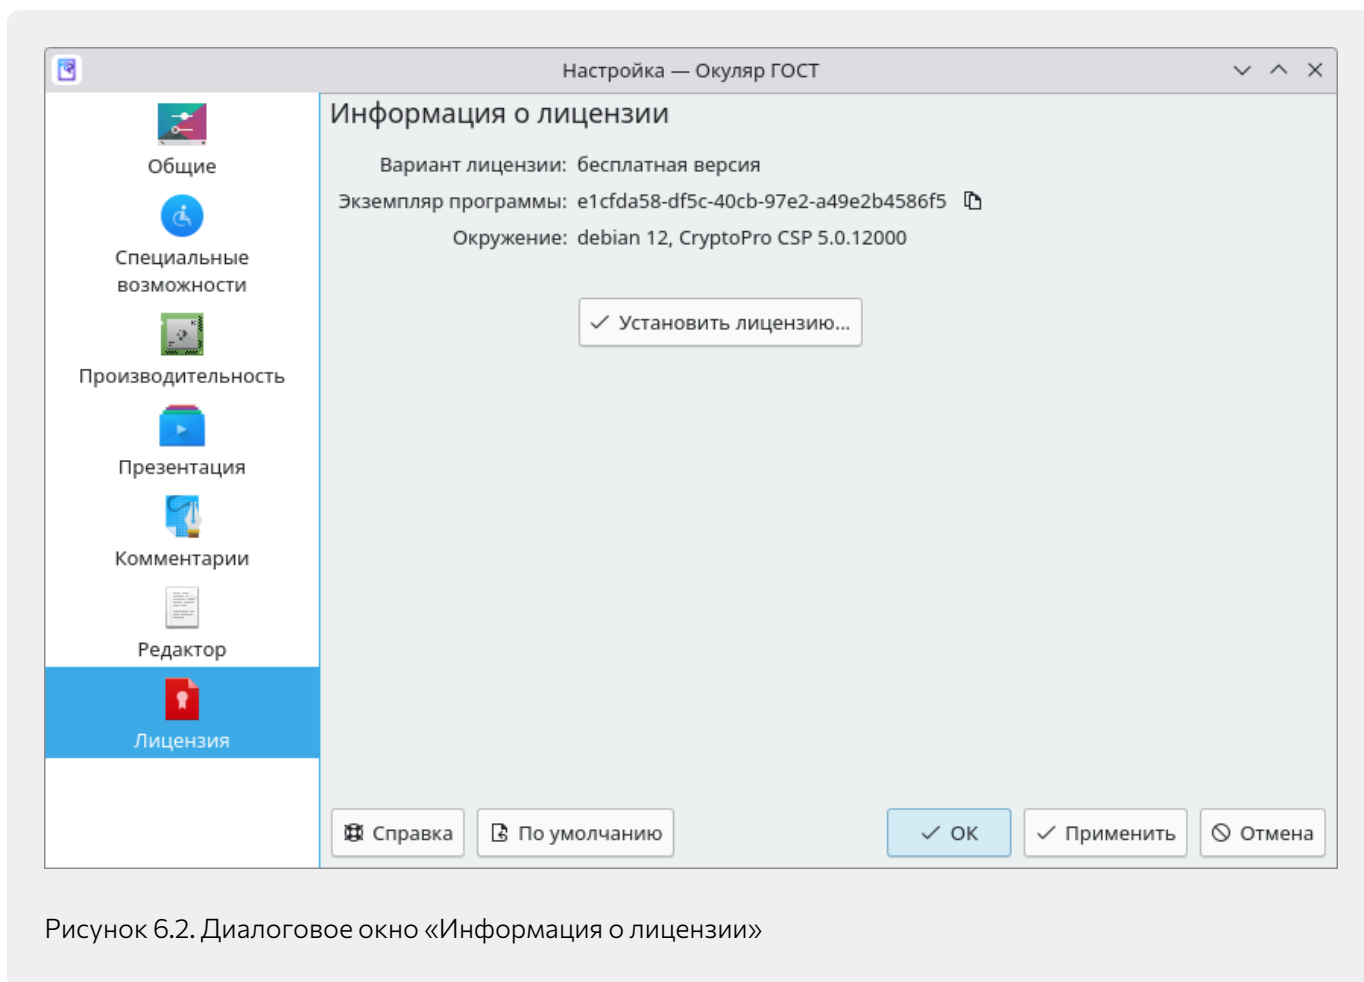 Настройка — Окуляр ГОСТ
Общие
Специальные
возможности
Производительность
Презентация
Комментарии
Редактор
Лицензия
Информация о лицензии
Вариант лицензии: бесплатная версия
Экземпляр программы: e1cfda58-df5c-40cb-97e2-a49e2b4586f5
Окружение: debian 12, CryptoPro CSP 5.0.12000
Установить лицензию...
Справка По умолчанию ОК Применить Отмена
Рисунок 6.2. Диалоговое окно «Информация о лицензии»